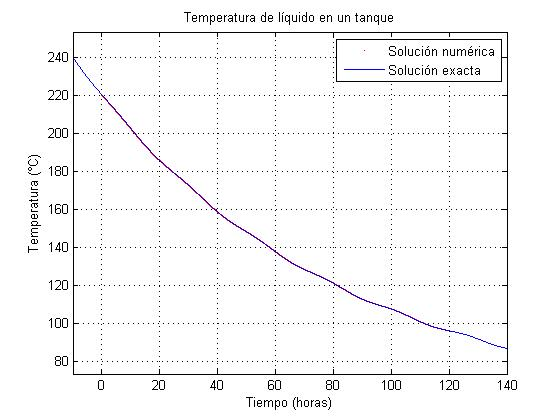 Temperatura de líquido en un tanque
Solución numérica
Solución exacta
240
220
200
180
160
140
120
100
80
Temperatura (ºC)
0 20 40 60 80 100 120 140
Tiempo (horas)